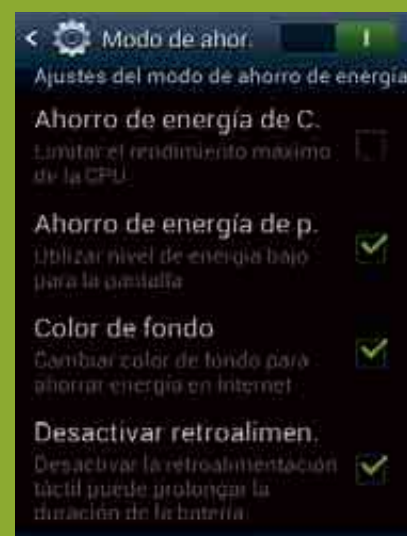 Modo de ahor.
Ajustes del modo de ahorro de energía
Ahorro de energía de C.
Limitar el rendimiento máximo
de la CPU
Ahorro de energía de p.
Utilizar nivel de energía bajo
para la pantalla
Color de fondo
Cambiar color de fondo para
ahorrar energía en Internet
Desactivar retroalimen.
Desactivar la retroalimentación
táctil puede prolongar la
duración de la batería